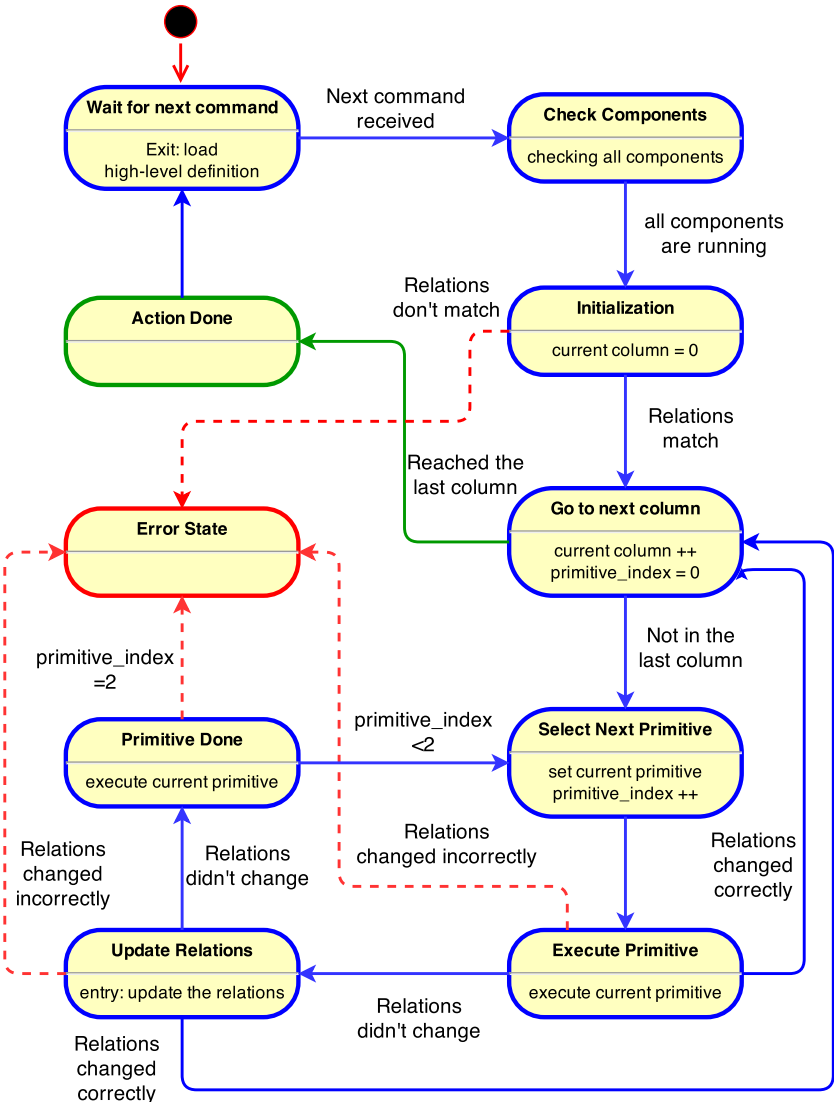 Wait for next command
Exit: load
high-level definition
Next command
received
Check Components
checking all components
all components
are running
Relations
don't match
Action Done
Initialization
current column = 0
Relations
match
Reached the
last column
Error State
Go to next column
current column ++
primitive_index = 0
Not in the
last column
primitive_index
=2
primitive_index
<2
Primitive Done
execute current primitive
Select Next Primitive
set current primitive
primitive_index ++
Relations
changed
incorrectly
Relations
didn't change
Relations
changed incorrectly
Relations
changed
correctly
Update Relations
entry: update the relations
Execute Primitive
execute current primitive
Relations
didn't change
Relations
changed
correctly